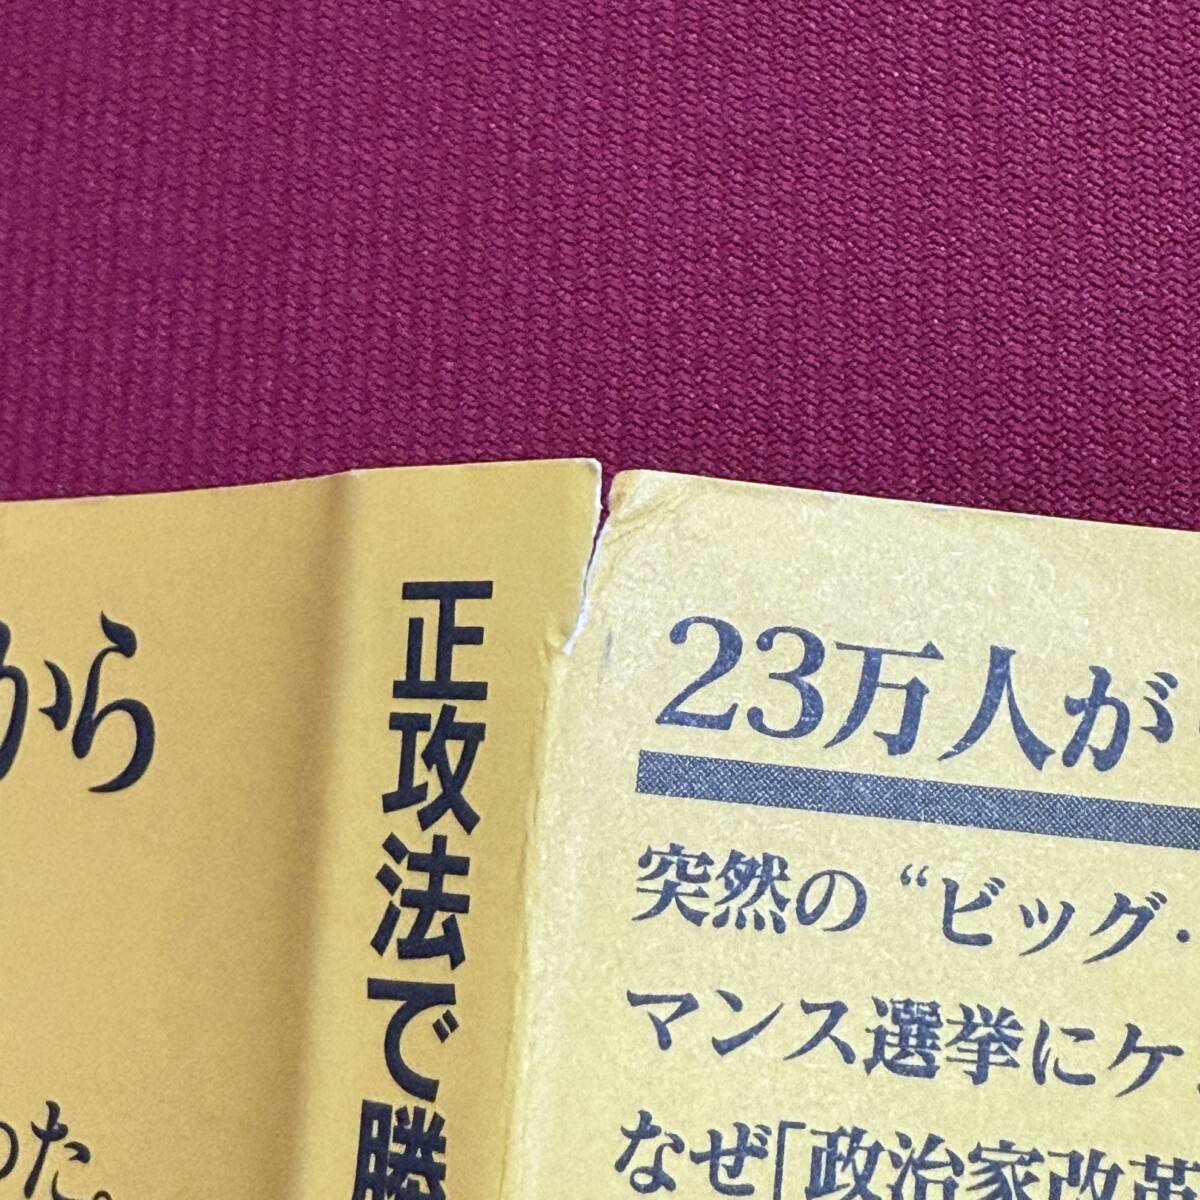 から
った。
正攻法で勝
23万人が
突然の“ビッグ・
マンス選挙にケ
なぜ「政治家改革